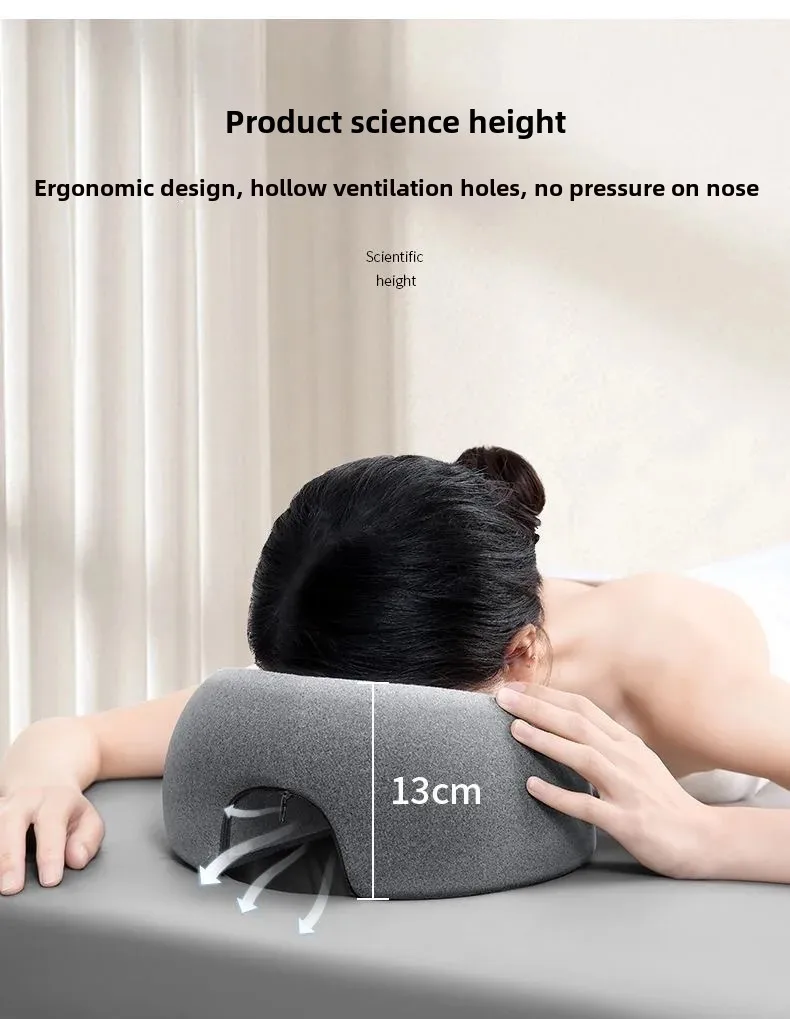 Product science height
Ergonomic design, hollow ventilation holes, no pressure on nose
Scientific
height
13cm